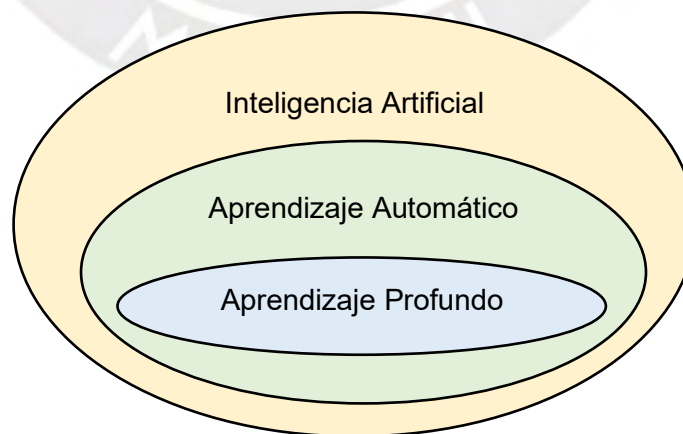 Inteligencia Artificial
Aprendizaje Automático
Aprendizaje Profundo